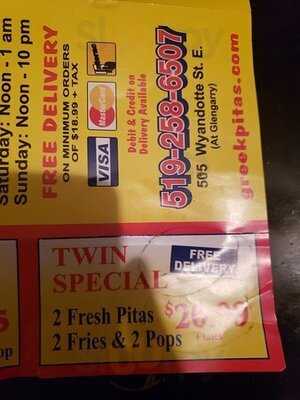 Saturday: Noon - 1 am
Sunday: Noon - 10 pm
FREE DELIVERY
ON MINIMUM ORDERS
OF $18.99 + TAX
VISA
MasterCard
Debit & Credit on
Delivery Available
519-258-6507
505 Wyandotte St. E.
(At Glengarry)
greekpitas.com
TWIN
SPECIAL
FREE
DELIVERY
2 Fresh Pitas
2 Fries & 2 Pops